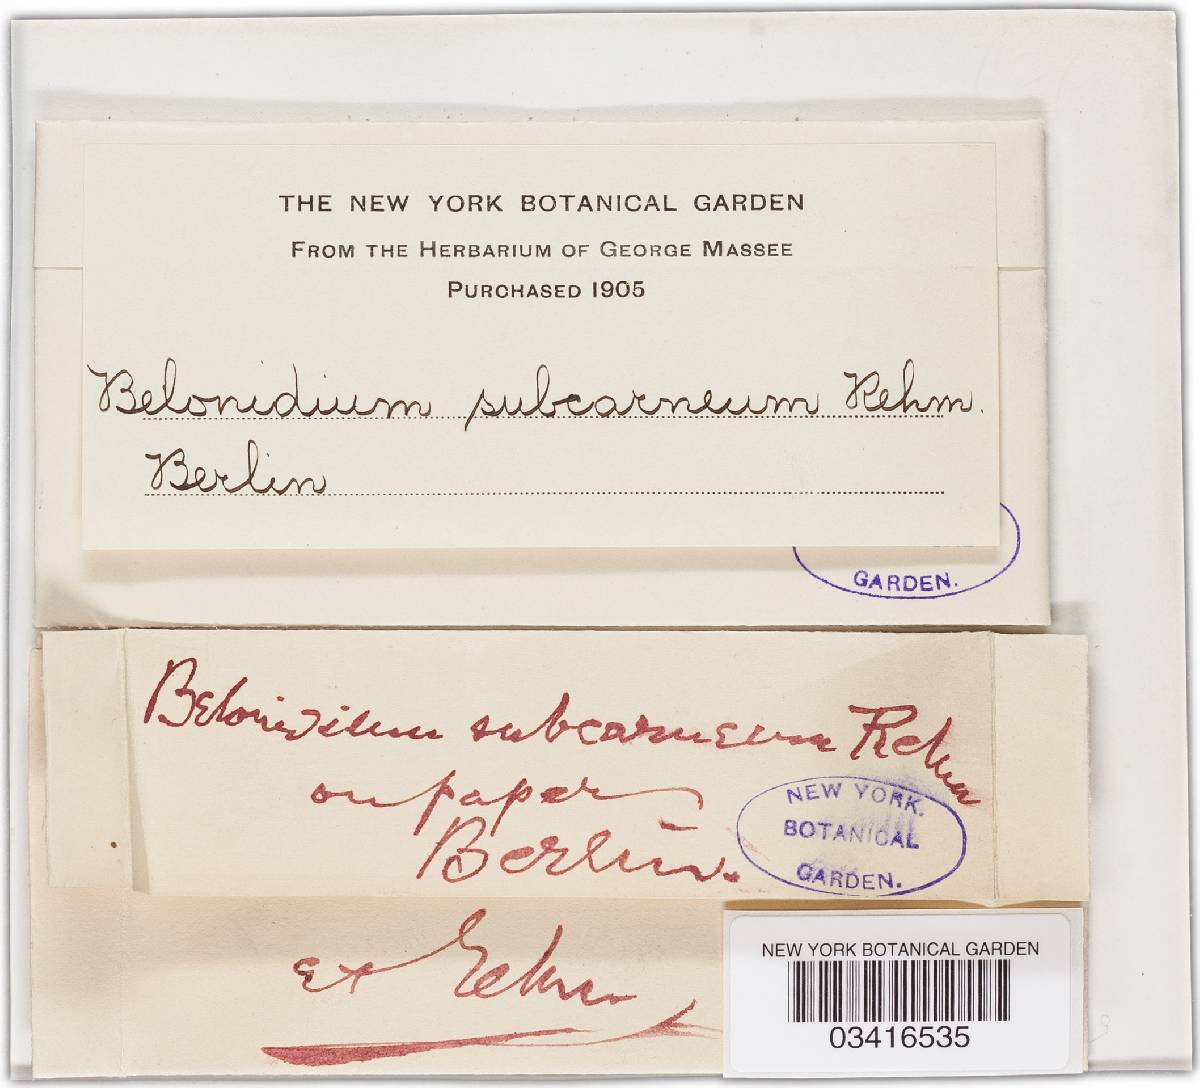 THE NEW YORK BOTANICAL GARDEN
FROM THE HERBARIUM OF GEORGE MASSEE
PURCHASED 1905
Belonidium subcarneum Rehm.
Berlin
GARDEN.
Belonidium subcarneum Rehm
on paper
Berlin.
NEW YORK.
BOTANICAL
GARDEN.
ex
NEW YORK BOTANICAL GARDEN
03416535